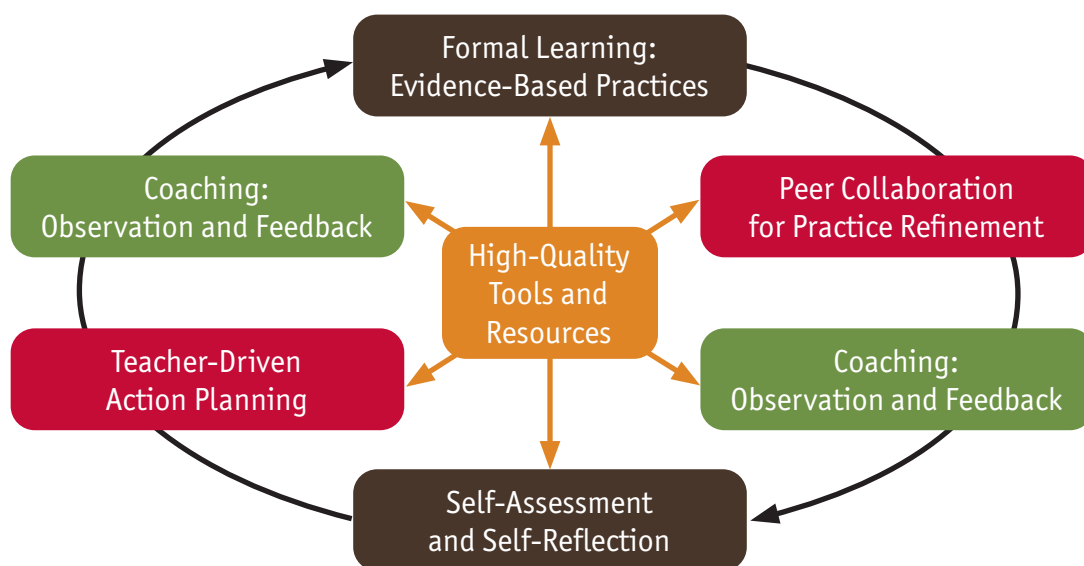 Formal Learning:
Evidence-Based Practices
Coaching:
Observation and Feedback
Peer Collaboration
for Practice Refinement
High-Quality
Tools and
Resources
Teacher-Driven
Action Planning
Coaching:
Observation and Feedback
Self-Assessment
and Self-Reflection